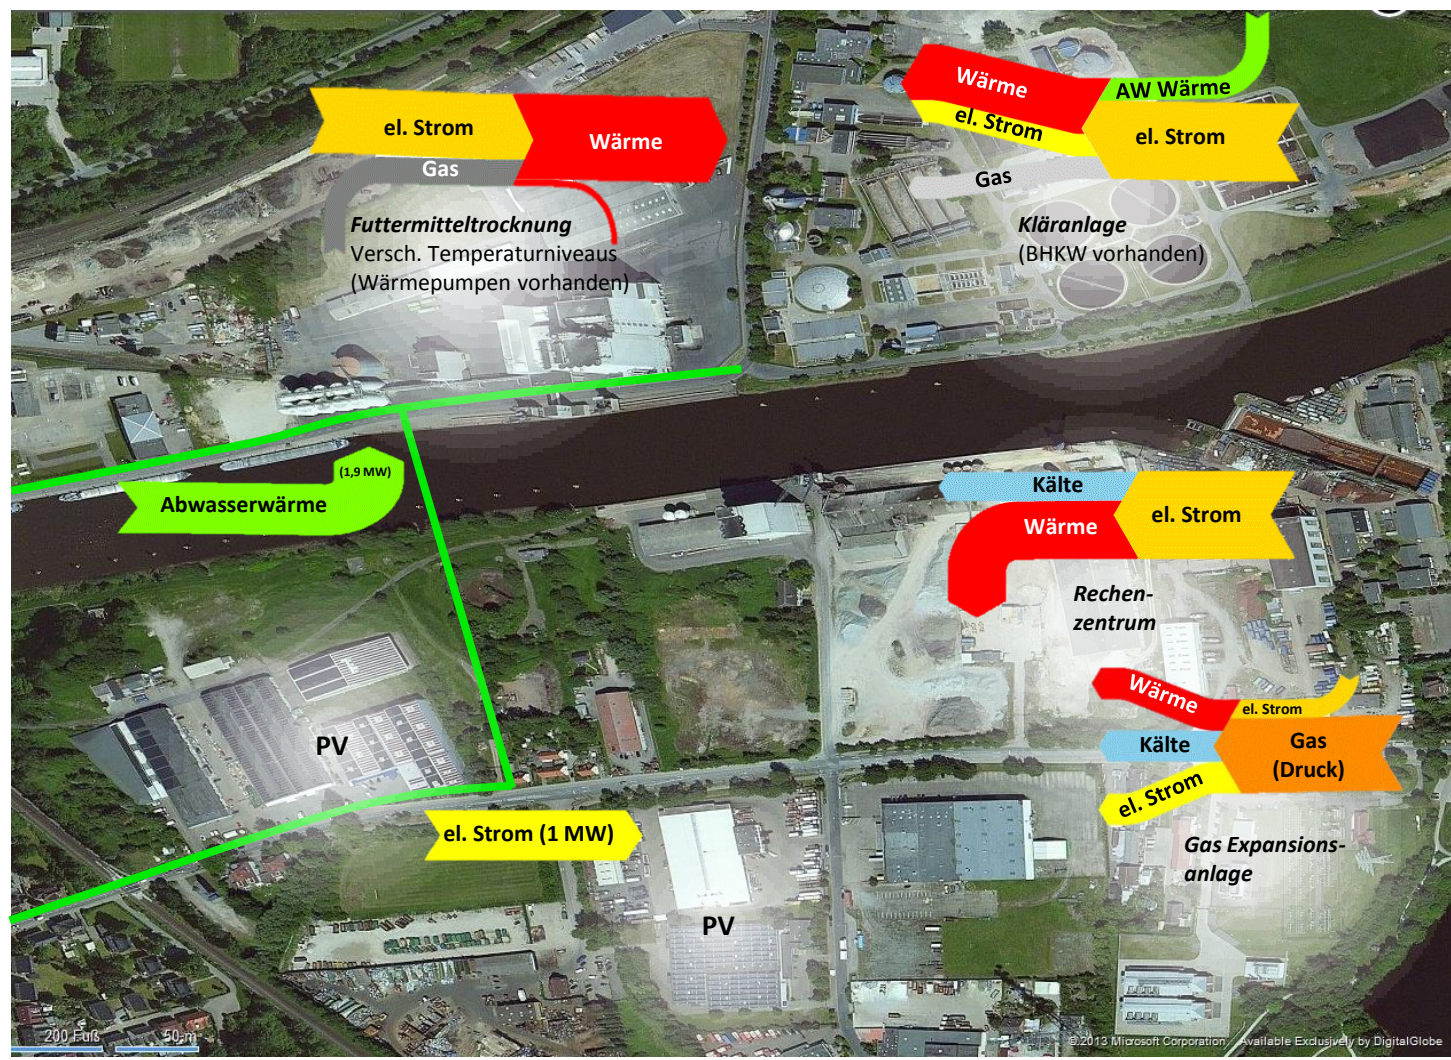 el. Strom
Gas
Wärme
Futtermitteltrocknung
Versch. Temperaturniveaus
(Wärmepumpen vorhanden)
Wärme
el. Strom
AW Wärme
el. Strom
Gas
Kläranlage
(BHKW vorhanden)
(1,9 MW)
Abwasserwärme
Kälte
Wärme
el. Strom
Rechen-
zentrum
PV
Wärme
el. Strom
Kälte
Gas
(Druck)
el. Strom
el. Strom (1 MW)
Gas Expansions-
anlage
PV
200 Fuß
50 m
©2013 Microsoft Corporation Available Exclusively by DigitalGlobe